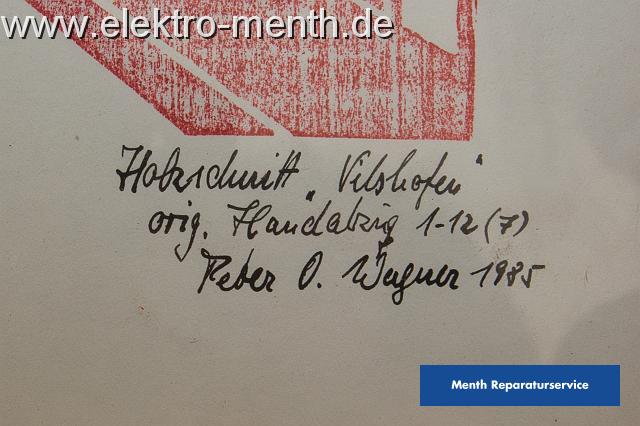 www.elektro-menth.de
Holzschnitt „Vilshofen"
orig. Handabzug 1-12 (7)
Peter O. Wagner 1985
Menth Reparaturservice